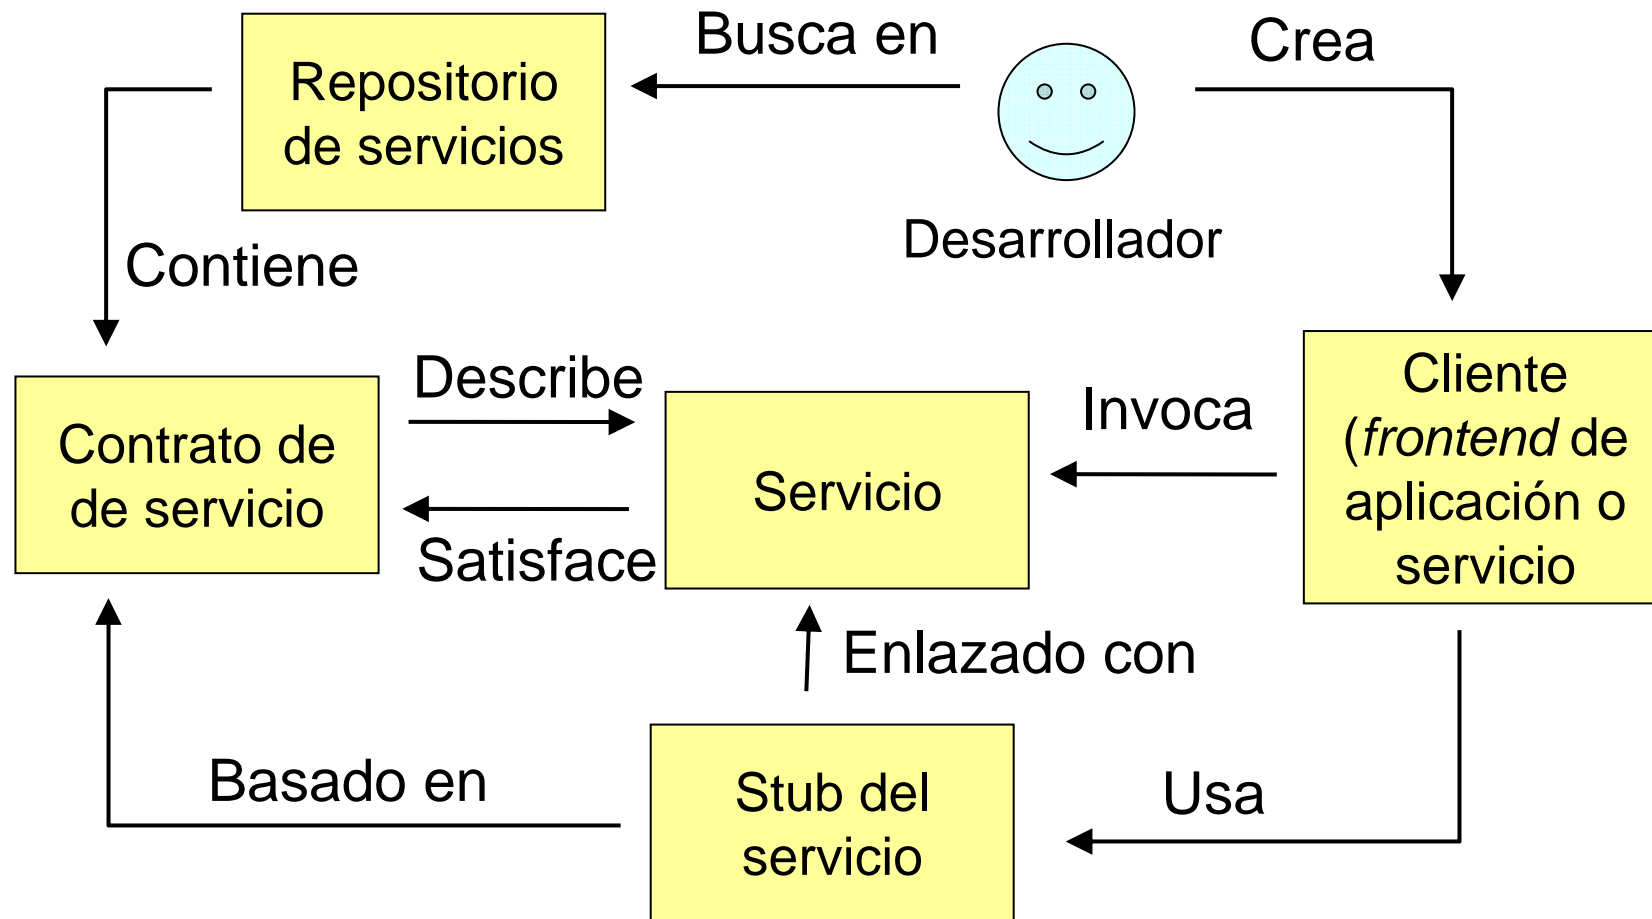 Busca en
Crea
Repositorio
de servicios
Desarrollador
Contiene
Describe
Invoca
Cliente
(frontend de
aplicación o
servicio
Contrato de
de servicio
Servicio
Satisface
Enlazado con
Basado en
Stub del
servicio
Usa